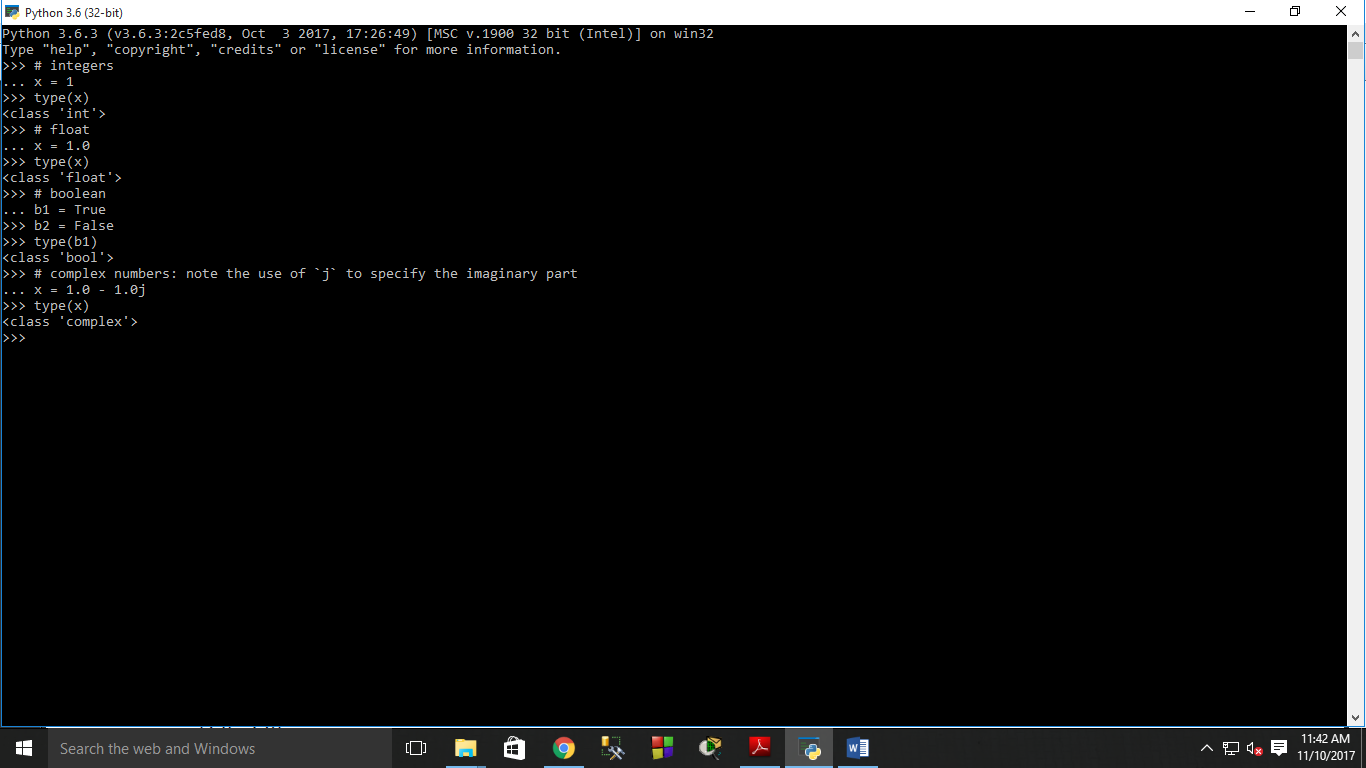 Python 3.6 (32-bit)
Python 3.6.3 (v3.6.3:2c5fed8, Oct  3 2017, 17:26:49) [MSC v.1900 32 bit (Intel)] on win32
Type "help", "copyright", "credits" or "license" for more information.
>>> # integers
... x = 1
>>> type(x)
<class 'int'>
>>> # float
... x = 1.0
>>> type(x)
<class 'float'>
>>> # boolean
... b1 = True
>>> b2 = False
>>> type(b1)
<class 'bool'>
>>> # complex numbers: note the use of `j` to specify the imaginary part
... x = 1.0 - 1.0j
>>> type(x)
<class 'complex'>
>>>
Search the web and Windows
11:42 AM
11/10/2017